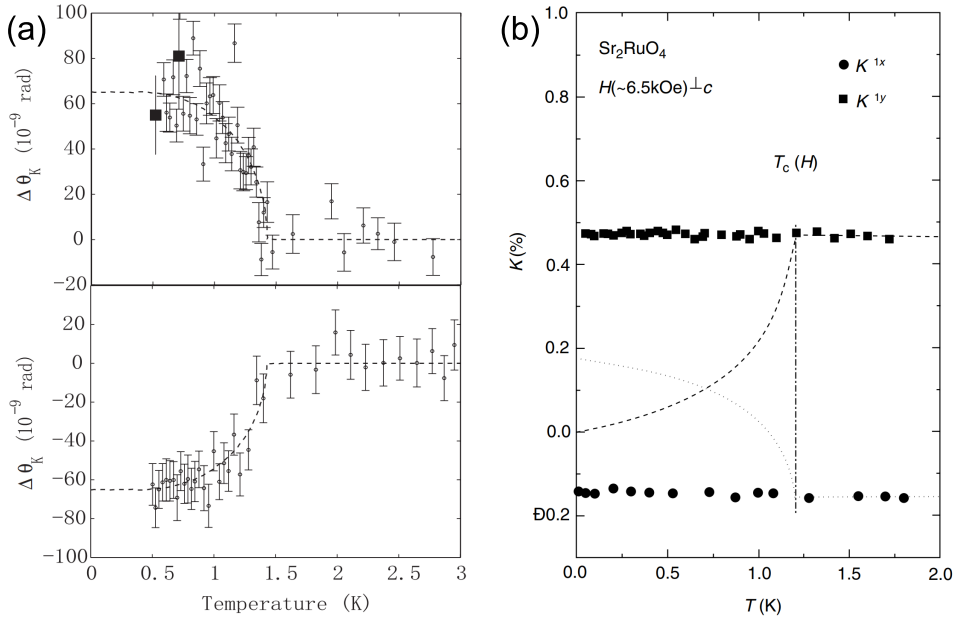 (a)
100
80
60
40
20
0
−20
Δ θK (10−9 rad)
20
0
−20
−40
−60
−80
−100
Δ θK (10−9 rad)
0
0.5
1
1.5
2
2.5
3
Temperature (K)
(b)
1.0
0.8
0.6
0.4
0.2
0.0
Ð0.2
K(%)
Sr2RuO4
H(~6.5kOe)⊥c
K 1x
K 1y
Tc (H)
0.0
0.5
1.0
1.5
2.0
T(K)